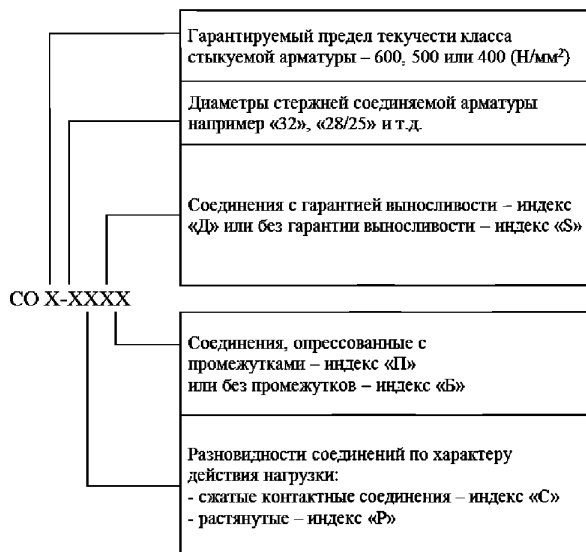 Гарантируемый предел текучести класса
стыкуемой арматуры – 600, 500 или 400 (Н/мм²)
Диаметры стержней соединяемой арматуры
например «32», «28/25» и т.д.
Соединения с гарантией выносливости – индекс
«Д» или без гарантии выносливости – индекс «S»
СО Х-ХХХХ
Соединения, опрессованные с
промежутками – индекс «П»
или без промежутков – индекс «Б»
Разновидности соединений по характеру
действия нагрузки:
- сжатые контактные соединения – индекс «С»
- растянутые – индекс «Р»